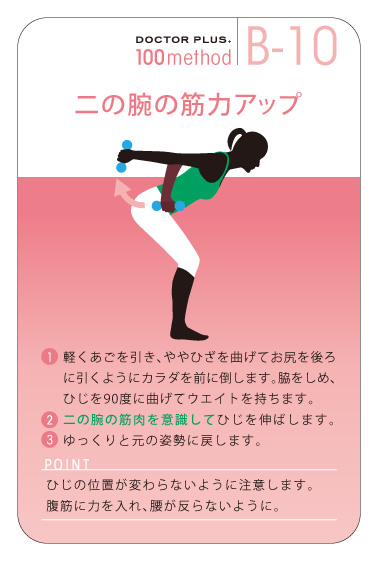 DOCTOR PLUS.
100method
B-10
二の腕の筋力アップ
1 軽くあごを引き、ややひざを曲げてお尻を後ろ
に引くようにカラダを前に倒します。脇をしめ、
ひじを90度に曲げてウエイトを持ちます。
2 二の腕の筋肉を意識してひじを伸ばします。
3 ゆっくりと元の姿勢に戻します。
POINT
ひじの位置が変わらないように注意します。
腹筋に力を入れ、腰が反らないように。